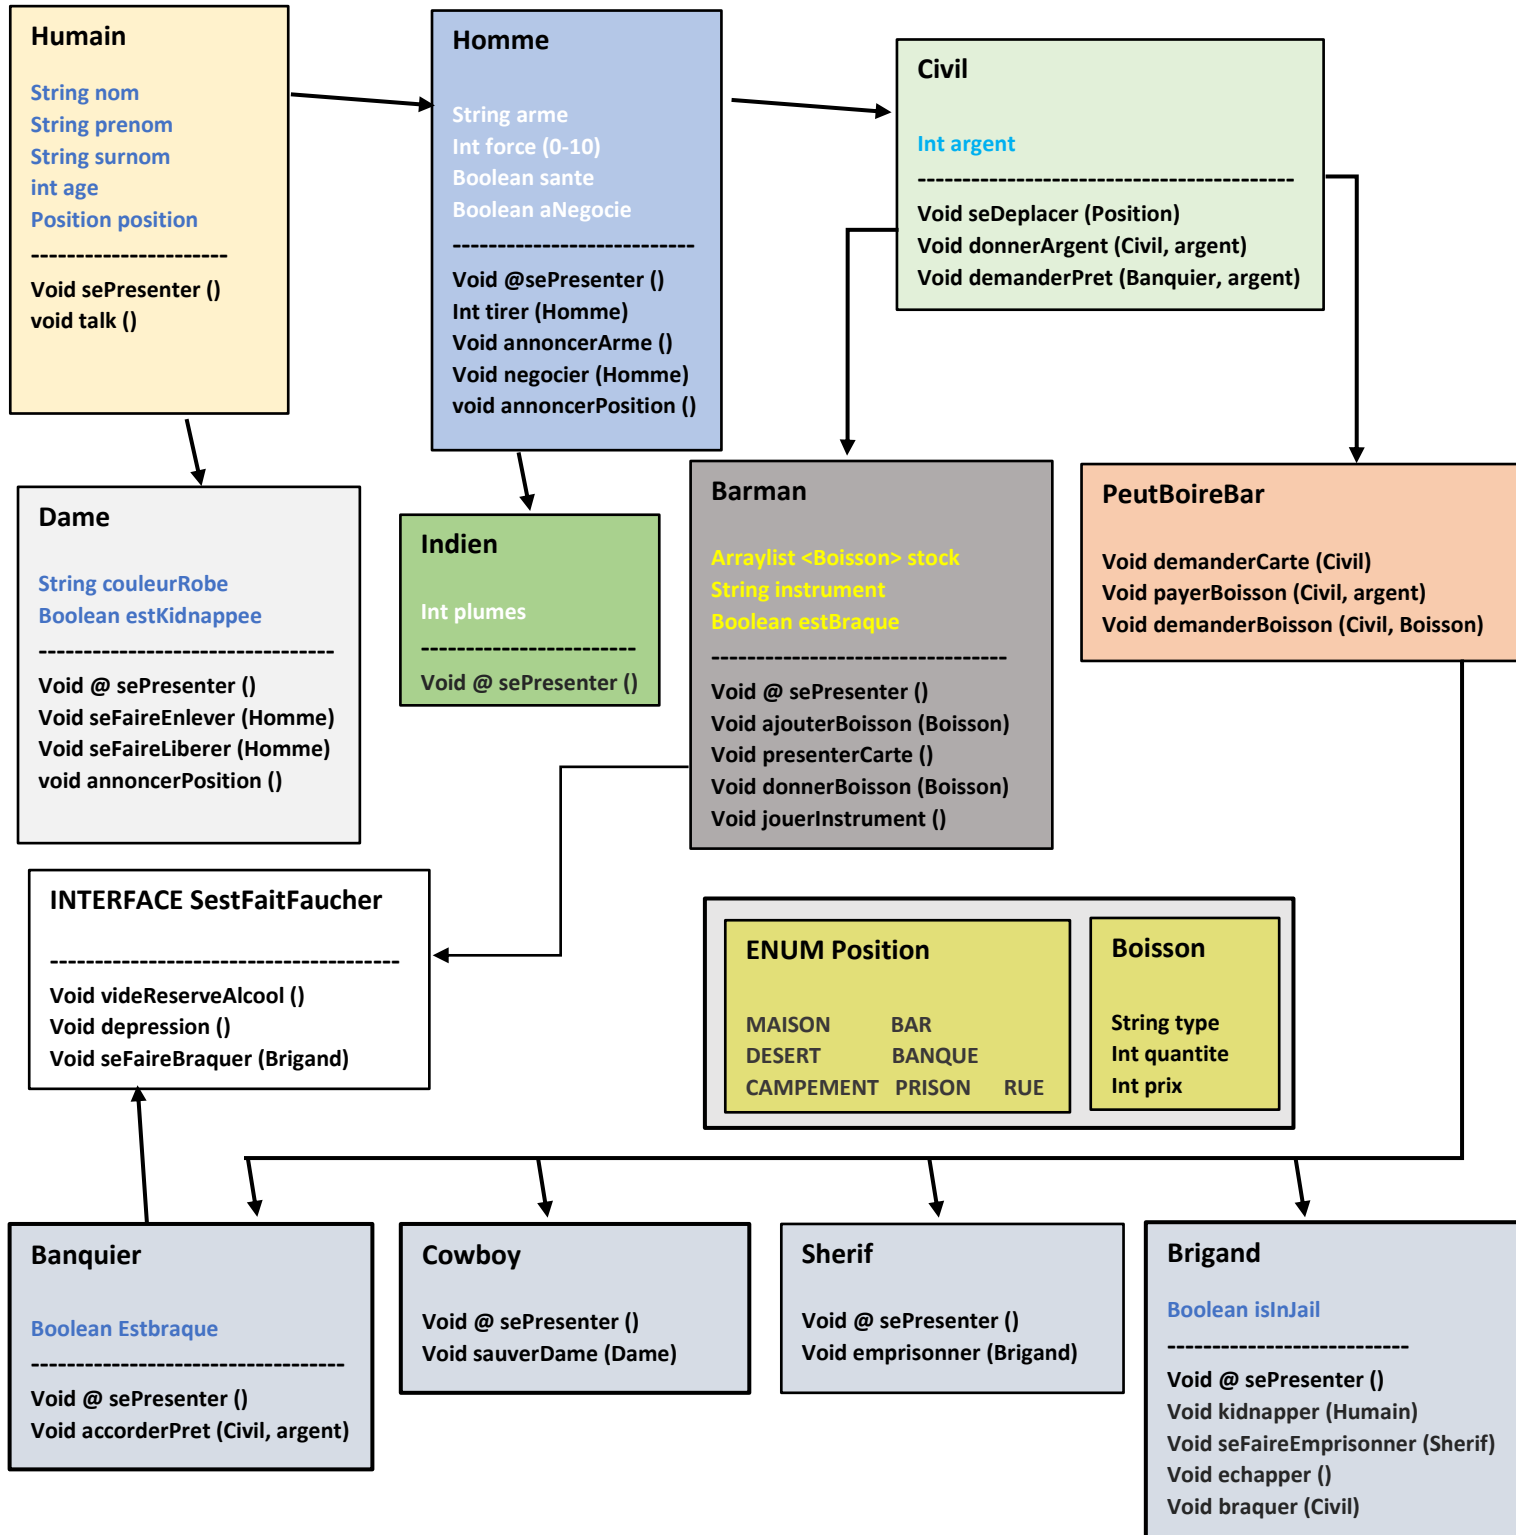 Humain
String nom
String prenom
String surnom
int age
Position position
----------------------
Void sePresenter ()
void talk ()
Homme
String arme
Int force (0-10)
Boolean sante
Boolean aNegocie
---------------------------
Void @sePresenter ()
Int tirer (Homme)
Void annoncerArme ()
Void negocier (Homme)
void annoncerPosition ()
Civil
Int argent
------------------------------------------
Void seDeplacer (Position)
Void donnerArgent (Civil, argent)
Void demanderPret (Banquier, argent)
Dame
String couleurRobe
Boolean estKidnappee
---------------------------------
Void @ sePresenter ()
Void seFaireEnlever (Homme)
Void seFaireLiberer (Homme)
void annoncerPosition ()
Indien
Int plumes
------------------------
Void @ sePresenter ()
Barman
Arraylist <Boisson> stock
String instrument
Boolean estBraque
---------------------------------
Void @ sePresenter ()
Void ajouterBoisson (Boisson)
Void presenterCarte ()
Void donnerBoisson (Boisson)
Void jouerInstrument ()
PeutBoireBar
Void demanderCarte (Civil)
Void payerBoisson (Civil, argent)
Void demanderBoisson (Civil, Boisson)
INTERFACE SestFaitFaucher
---------------------------------------
Void videReserveAlcool ()
Void depression ()
Void seFaireBraquer (Brigand)
ENUM Position
MAISON BAR
DESERT BANQUE
CAMPEMENT PRISON RUE
Boisson
String type
Int quantite
Int prix
Banquier
Boolean Estbraque
-----------------------------------
Void @ sePresenter ()
Void accorderPret (Civil, argent)
Cowboy
Void @ sePresenter ()
Void sauverDame (Dame)
Sherif
Void @ sePresenter ()
Void emprisonner (Brigand)
Brigand
Boolean isInJail
---------------------------
Void @ sePresenter ()
Void kidnapper (Humain)
Void seFaireEmprisonner (Sherif)
Void echapper ()
Void braquer (Civil)